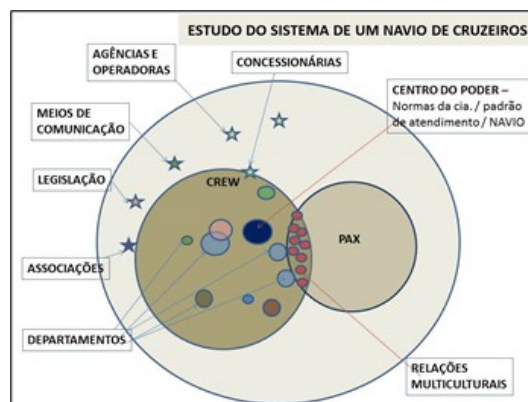 ESTUDO DO SISTEMA DE UM NAVIO DE CRUZEIROS
AGÊNCIAS E
OPERADORAS
CONCESSIONÁRIAS
CENTRO DO PODER –
Normas da cia. / padrão
de atendimento / NAVIO
MEIOS DE
COMUNICAÇÃO
LEGISLAÇÃO
CREW
PAX
ASSOCIAÇÕES
DEPARTAMENTOS
RELAÇÕES
MULTICULTURAIS